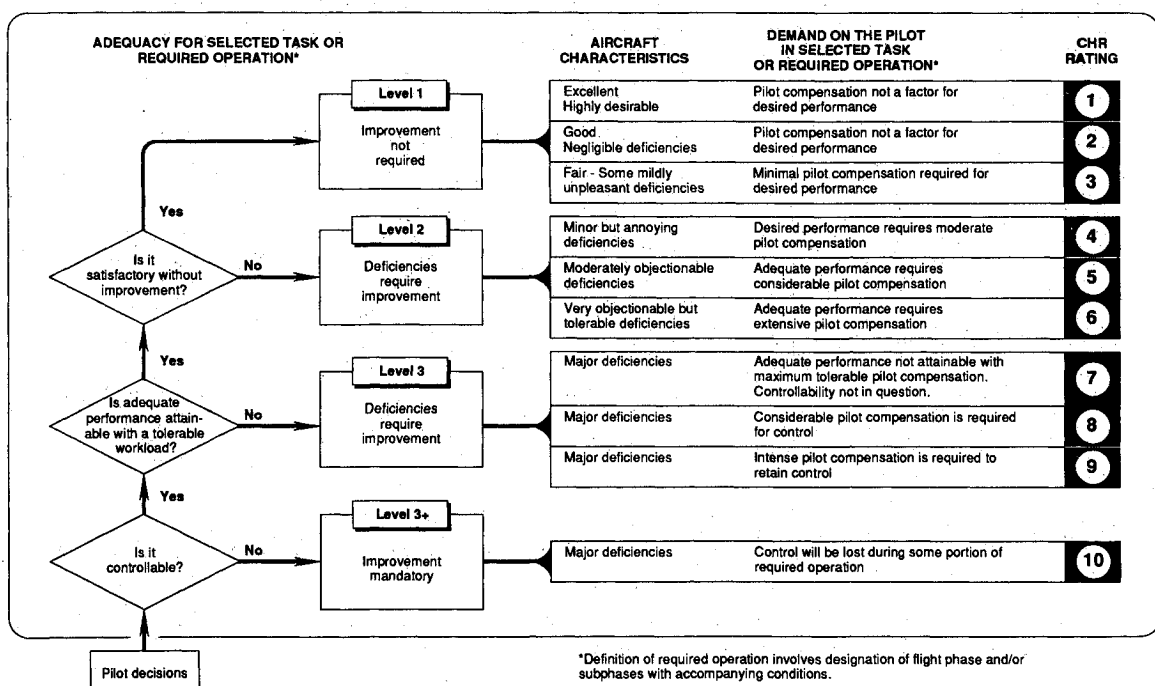 ADEQUACY FOR SELECTED TASK OR
REQUIRED OPERATION*
AIRCRAFT
CHARACTERISTICS
DEMAND ON THE PILOT
IN SELECTED TASK
OR REQUIRED OPERATION*
CHR
RATING
Level 1
Improvement
not
required
Excellent
Highly desirable
Pilot compensation not a factor for
desired performance
1
Good
Negligible deficiencies
Pilot compensation not a factor for
desired performance
2
Fair - Some mildly
unpleasant deficiencies
Minimal pilot compensation required for
desired performance
3
Yes
Is it
satisfactory without
improvement?
No
Level 2
Deficiencies
require
improvement
Minor but annoying
deficiencies
Desired performance requires moderate
pilot compensation
4
Moderately objectionable
deficiencies
Adequate performance requires
considerable pilot compensation
5
Very objectionable but
tolerable deficiencies
Adequate performance requires
extensive pilot compensation
6
Yes
Is adequate
performance attain-
able with a tolerable
workload?
No
Level 3
Deficiencies
require
improvement
Major deficiencies
Adequate performance not attainable with
maximum tolerable pilot compensation.
Controllability not in question.
7
Major deficiencies
Considerable pilot compensation is required
for control
8
Major deficiencies
Intense pilot compensation is required to
retain control
9
Yes
Is it
controllable?
No
Level 3+
Improvement
mandatory
Major deficiencies
Control will be lost during some portion of
required operation
10
Pilot decisions
*Definition of required operation involves designation of flight phase and/or
subphases with accompanying conditions.